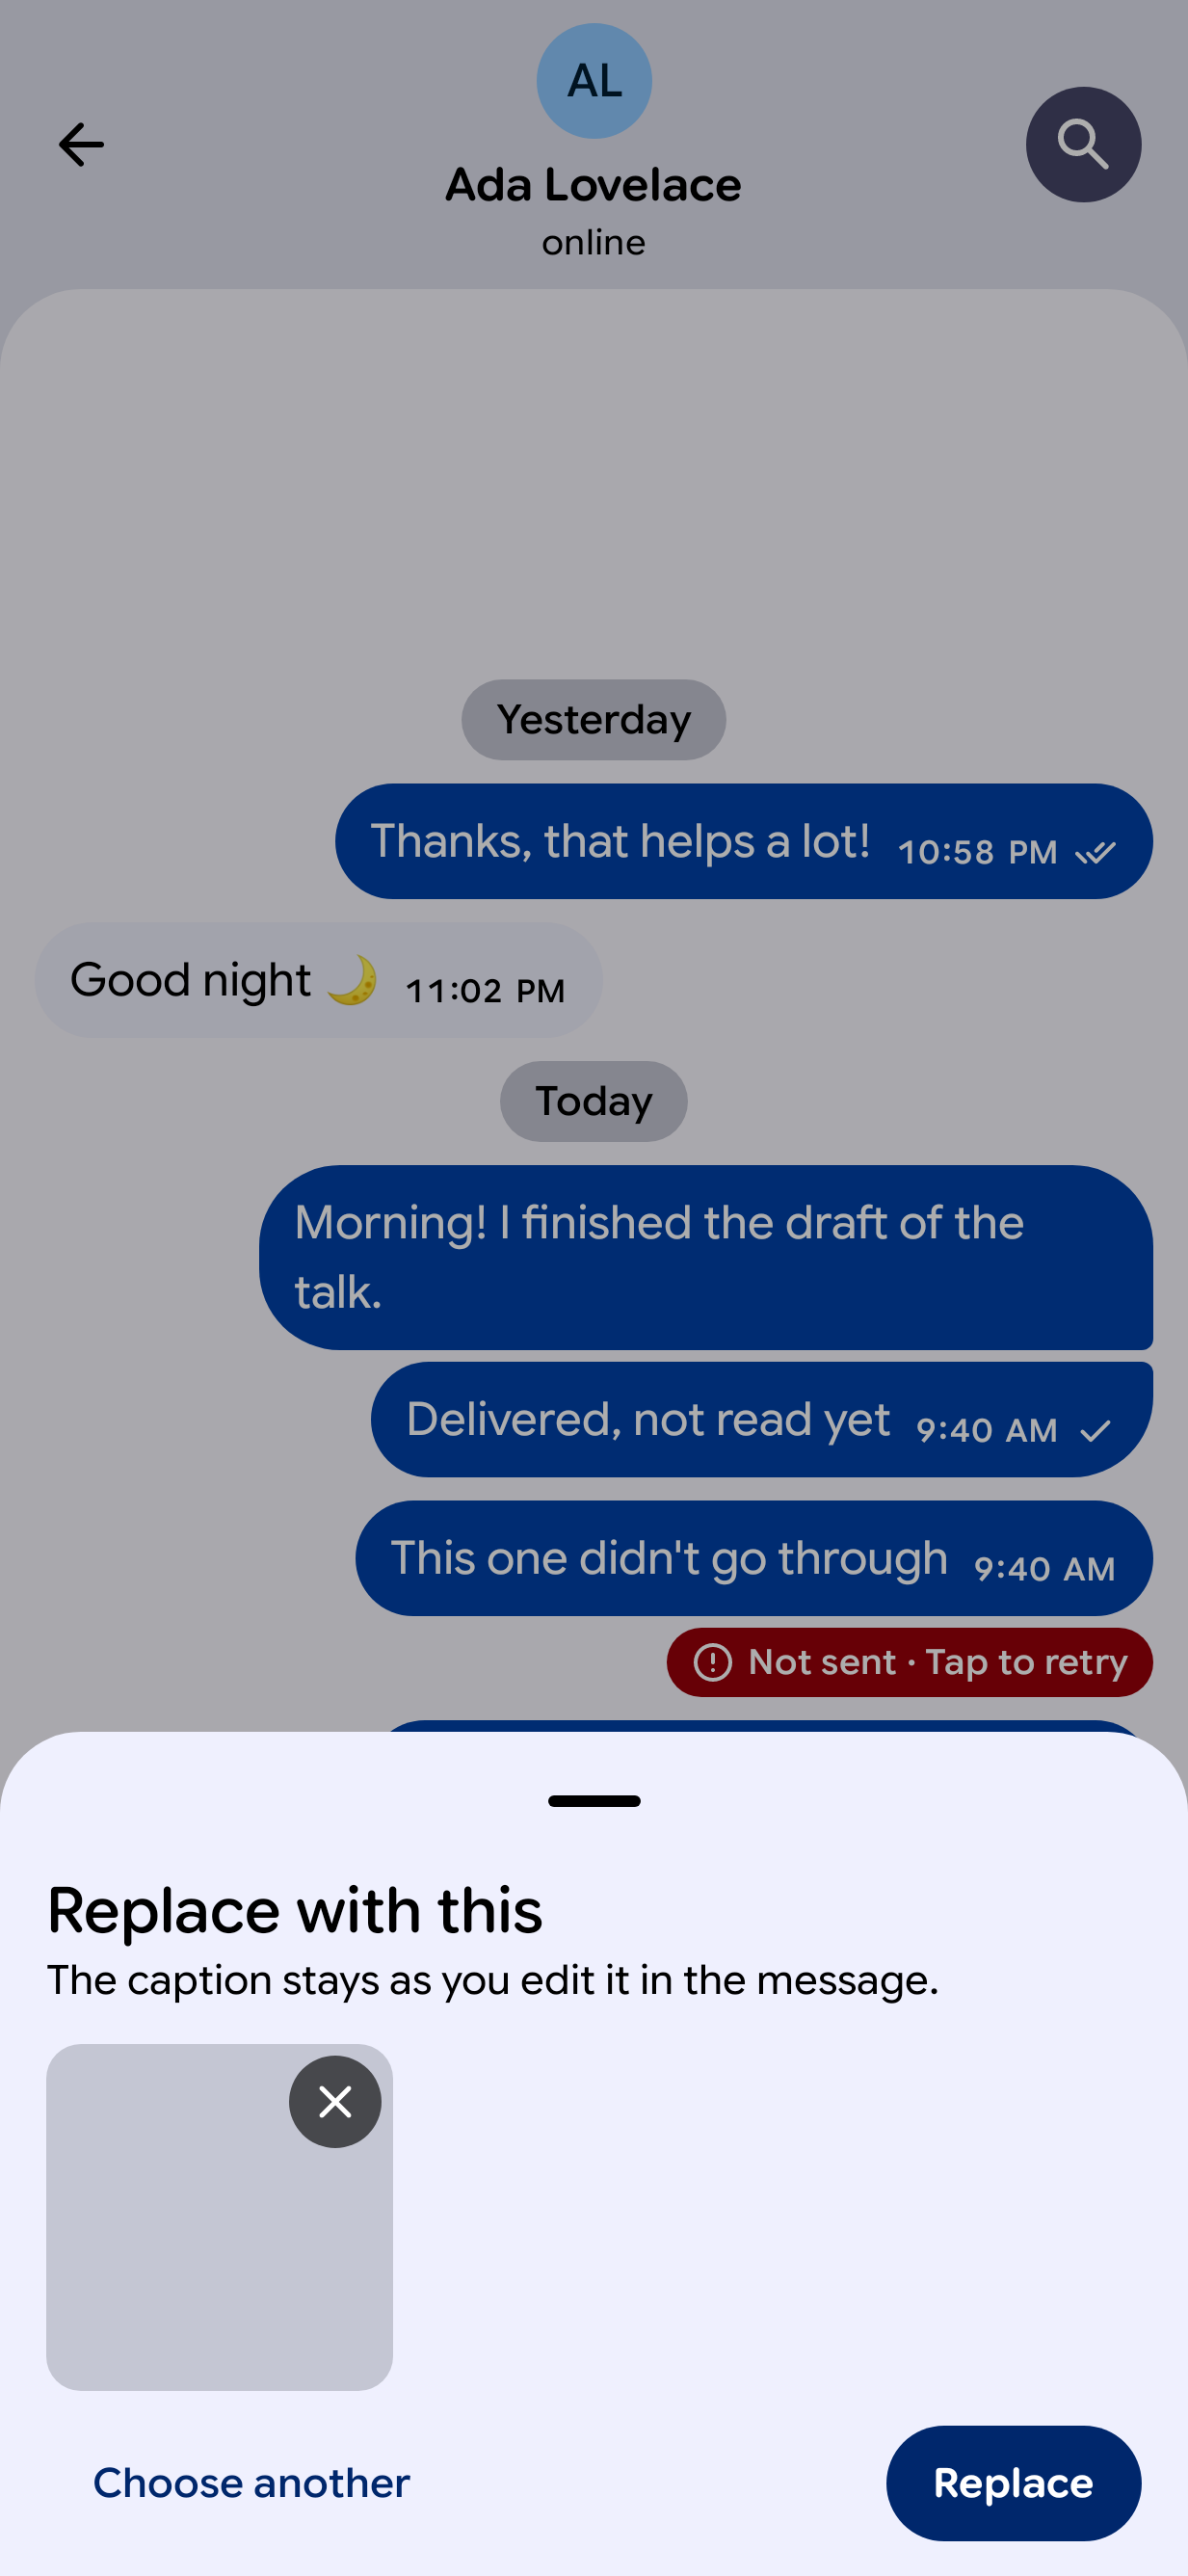 AL
Ada Lovelace
online
Yesterday
Thanks, that helps a lot! 10:58 PM
Good night 🌙 11:02 PM
Today
Morning! I finished the draft of the
talk.
Delivered, not read yet 9:40 AM
This one didn't go through 9:40 AM
Not sent · Tap to retry
Replace with this
The caption stays as you edit it in the message.
Choose another
Replace